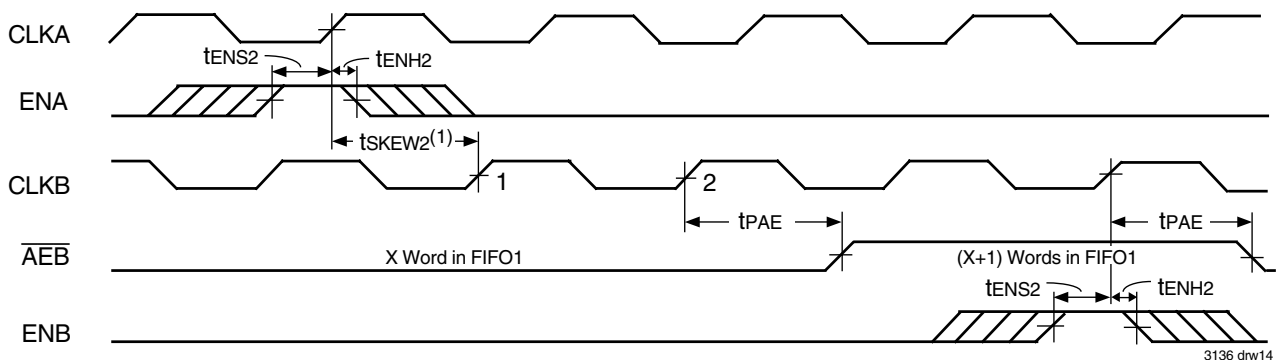 CLKA
tENS2
tENH2
ENA
tSKEW2(1)
CLKB
1
2
tPAE
tPAE
AEB
X Word in FIFO1
(X+1) Words in FIFO1
tENS2
tENH2
ENB
3136 drw14